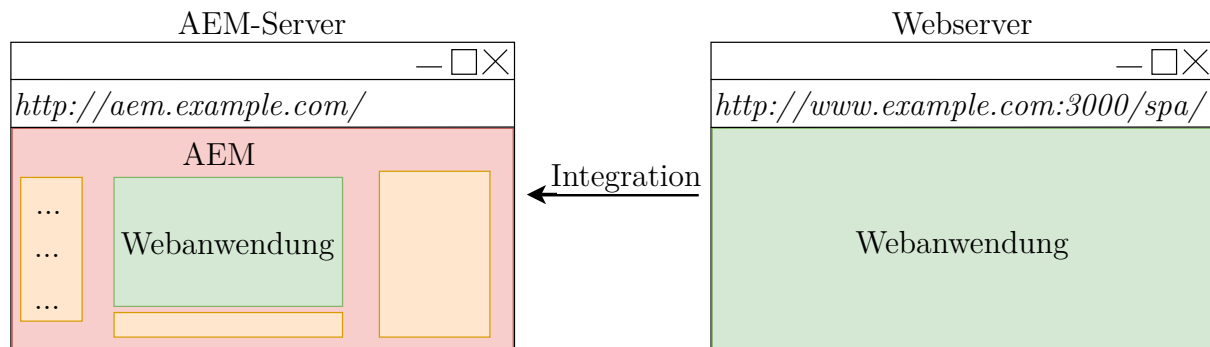 AEM-Server
http://aem.example.com/
AEM
...
...
...
Webanwendung
Integration
Webserver
http://www.example.com:3000/spa/
Webanwendung